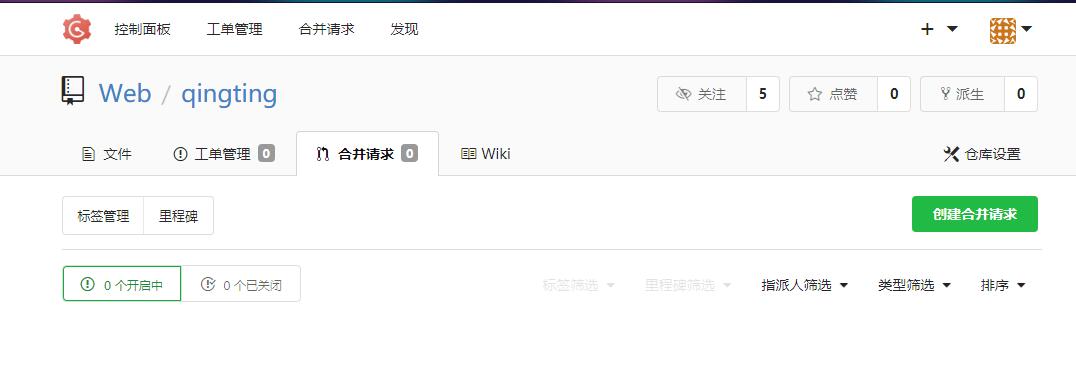 控制面板 工单管理 合并请求 发现
Web / qingting 关注 5 点赞 0 派生 0
文件 工单管理 0 合并请求 0 Wiki 仓库设置
标签管理 里程碑 创建合并请求
0 个开启中 0 个已关闭 标签筛选 里程碑筛选 指派人筛选 类型筛选 排序